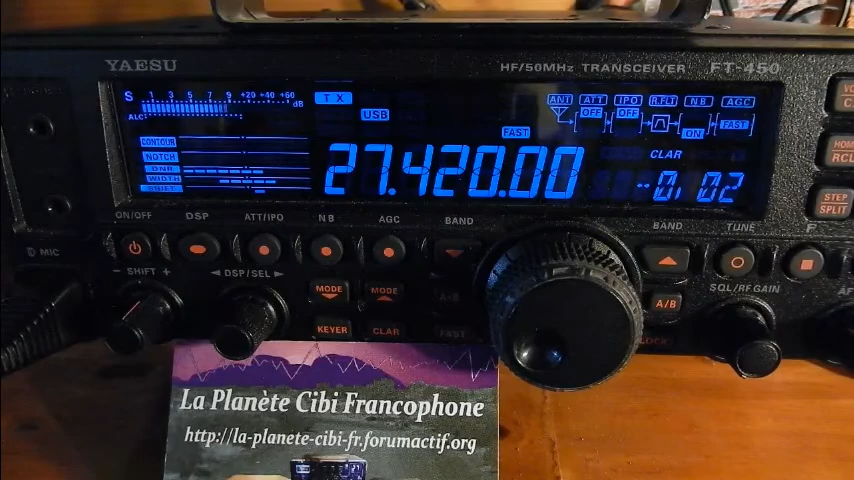 YAESU
HF/50MHz TRANSCEIVER FT-450
S 1 3 5 7 9 +20 +40 +60 dB
ALC
TX
USB
FAST
ANT ATT IPO R.FLT NB AGC
OFF OFF ON FAST
CONTOUR
NOTCH
DNR
WIDTH
SHIFT
27.420.00
CLAR
-0.02
ON/OFF DSP ATT/IPO NB AGC BAND BAND TUNE F
HOME
RCL
STEP
SPLIT
MIC
- SHIFT + DSP/SEL
MODE MODE A▸B A/B
KEYER CLAR FAST LOCK
SQL/RF GAIN AF
La Planète Cibi Francophone
http://la-planete-cibi-fr.forumactif.org